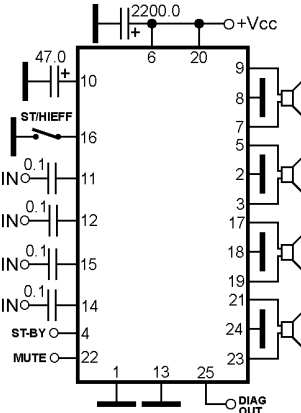 2200.0
+
+Vcc
6 20
47.0
+
10
9
8
7
ST/HIEFF
16
5
2
3
IN 0.1 11
IN 0.1 12
17
18
19
IN 0.1 15
IN 0.1 14
21
24
23
ST-BY 4
MUTE 22
1 13 25
DIAG
OUT